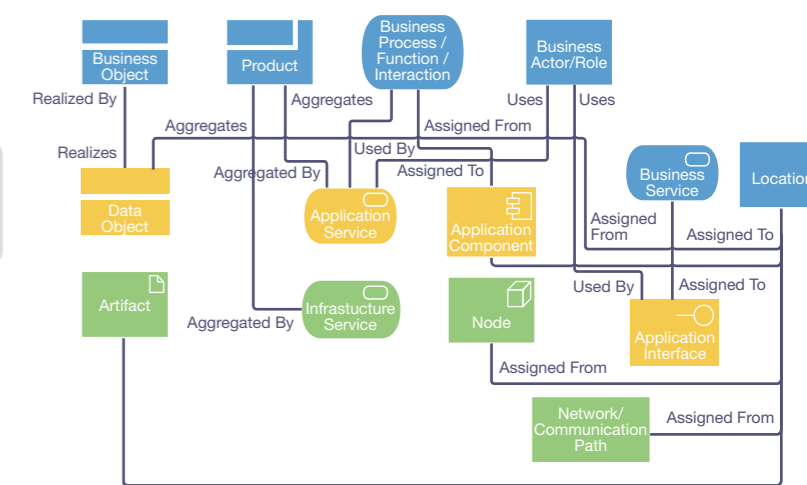 Business
Object
Product
Business
Process /
Function /
Interaction
Business
Actor/Role
Realized By
Aggregates
Uses
Uses
Aggregates
Assigned From
Realizes
Used By
Aggregated By
Assigned To
Business
Service
Location
Data
Object
Application
Service
Application
Component
Assigned
From
Assigned To
Artifact
Infrastucture
Service
Aggregated By
Node
Used By
Assigned To
Application
Interface
Assigned From
Network/
Communication
Path
Assigned From